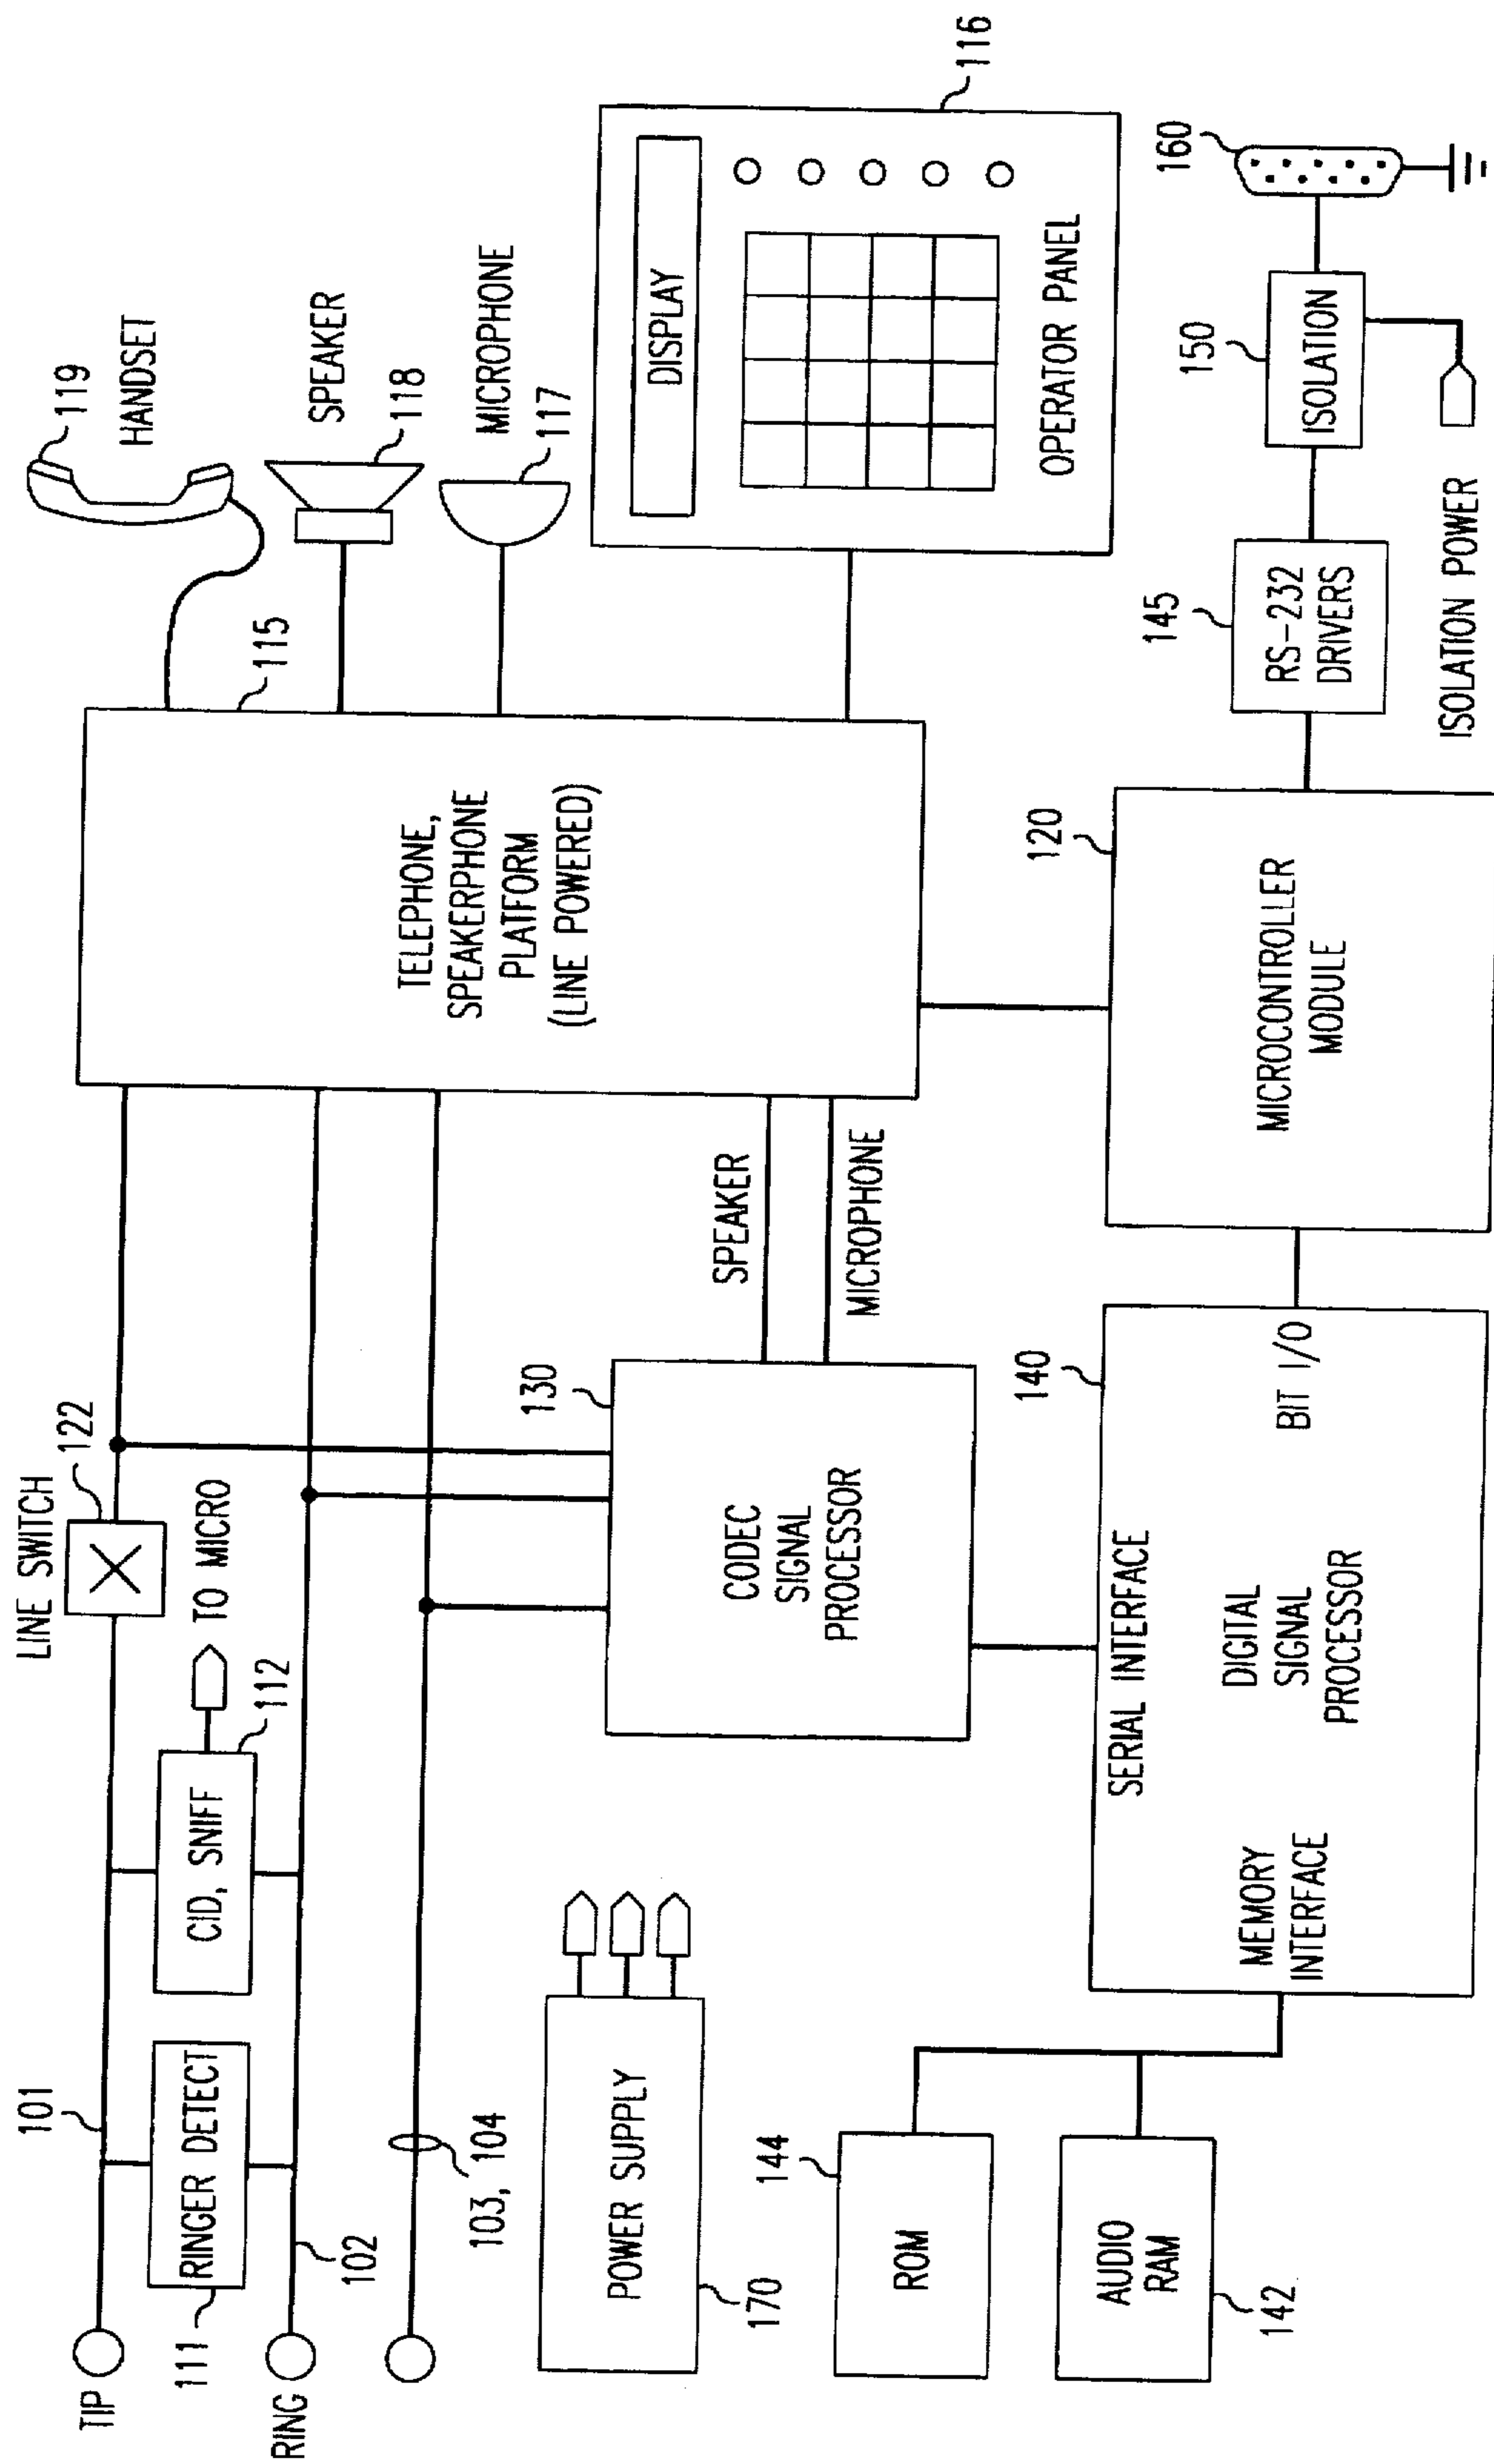 TIP
101
111
RINGER DETECT
CID, SNIFF
112
TO MICRO
LINE SWITCH
122
RING
102
103, 104
TELEPHONE,
SPEAKERPHONE
PLATFORM
(LINE POWERED)
115
119
HANDSET
SPEAKER
118
MICROPHONE
117
DISPLAY
OPERATOR PANEL
116
POWER SUPPLY
170
130
CODEC
SIGNAL
PROCESSOR
SPEAKER
MICROPHONE
144
ROM
AUDIO
RAM
142
140
SERIAL INTERFACE
MEMORY
INTERFACE
DIGITAL
SIGNAL
PROCESSOR
BIT I/O
120
MICROCONTROLLER
MODULE
145
RS-232
DRIVERS
150
ISOLATION
160
ISOLATION POWER